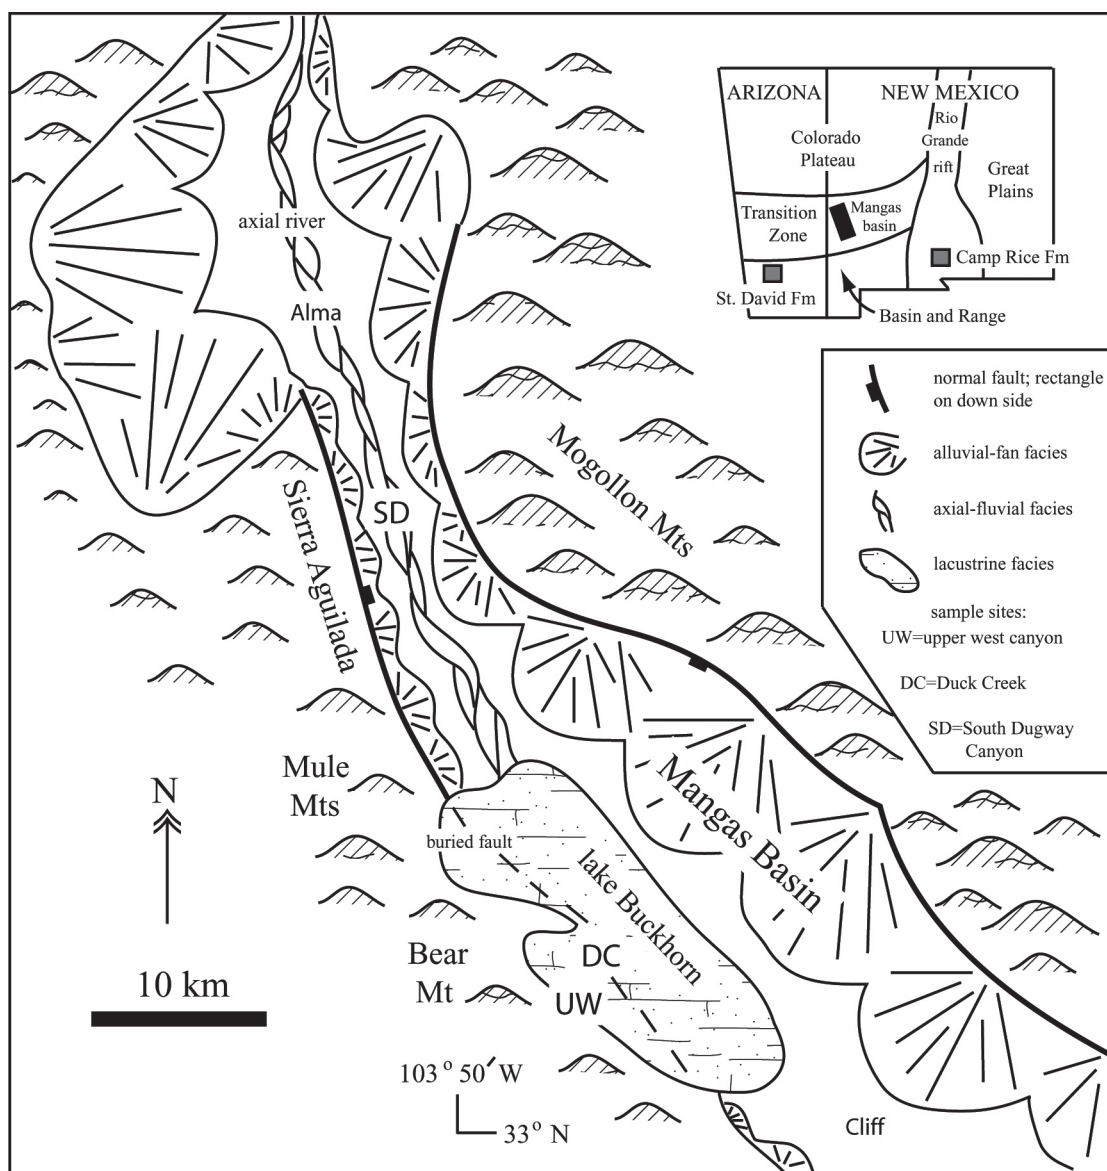 ARIZONA
NEW MEXICO
Rio
Grande
rift
Colorado
Plateau
Great
Plains
Transition
Zone
Mangas
basin
Camp Rice Fm
St. David Fm
Basin and Range
axial river
Alma
normal fault; rectangle
on down side
alluvial-fan facies
axial-fluvial facies
lacustrine facies
sample sites:
UW=upper west canyon
DC=Duck Creek
SD=South Dugway
Canyon
Mogollon Mts
SD
Sierra Aguilada
Mangas Basin
N
Mule
Mts
buried fault
lake Buckhorn
Bear
Mt
DC
UW
10 km
103° 50′ W
33° N
Cliff